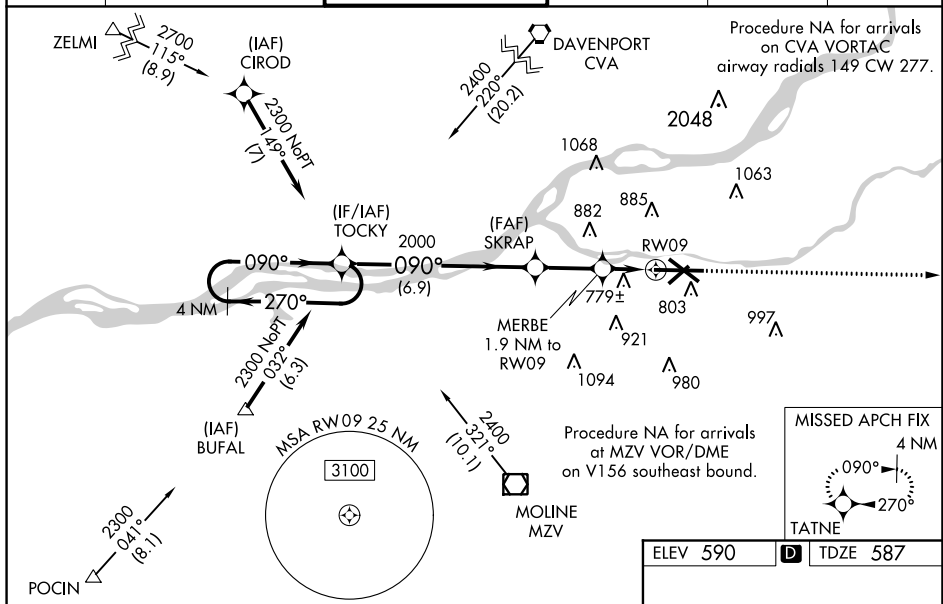 ZELMI
2700
115°
(8.9)
(IAF)
CIROD
2300 NoPT
149°
(7)
DAVENPORT
CVA
2400
220°
(20.2)
Procedure NA for arrivals
on CVA VORTAC
airway radials 149 CW 277.
2048
1068
1063
885
882
(IF/IAF)
TOCKY
2000
090°
(6.9)
(FAF)
SKRAP
RW09
090°
270°
4 NM
779±
803
MERBE
1.9 NM to
RW09
921
997
1094
980
2300 NoPT
032°
(6.3)
(IAF)
BUFAL
MSA RW09 25 NM
3100
2400
321°
(10.1)
MOLINE
MZV
Procedure NA for arrivals
at MZV VOR/DME
on V156 southeast bound.
MISSED APCH FIX
4 NM
090°
270°
TATNE
2300
041°
(8.1)
POCIN
ELEV 590 D TDZE 587